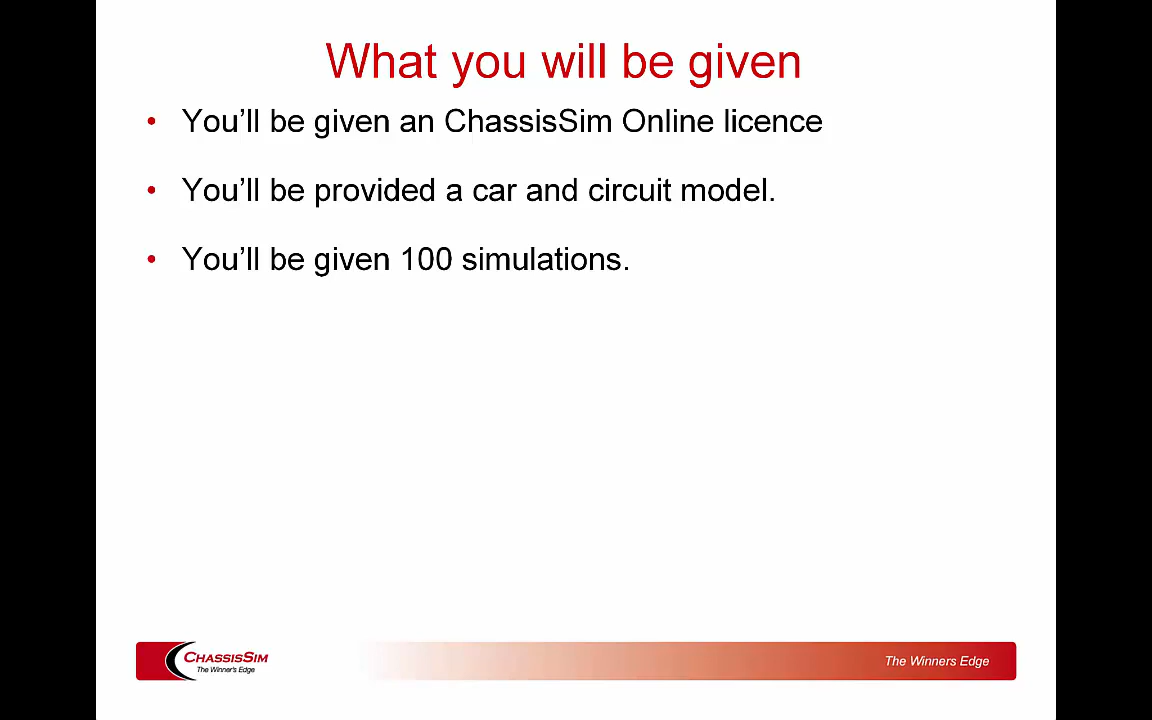 What you will be given
• You’ll be given an ChassisSim Online licence
• You’ll be provided a car and circuit model.
• You’ll be given 100 simulations.
CHASSISSIM
The Winner's Edge
The Winners Edge